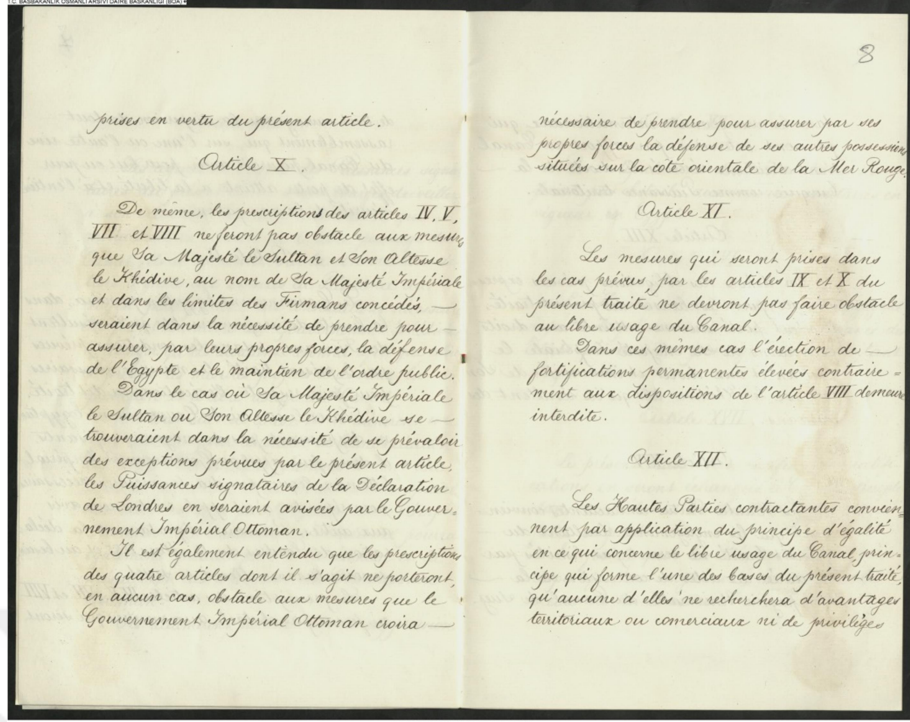 T.C. BAŞBAKANLIK OSMANLI ARŞİVİ DAİRE BAŞKANLIĞI (BOA)
prises en vertu du présent article.
Article X.
De même, les prescriptions des articles IV, V,
VII et VIII ne feront pas obstacle aux mesures
que Sa Majesté le Sultan et Son Altesse
le Khédive, au nom de Sa Majesté Impériale
et dans les limites des Firmans concédés, —
seraient dans la nécessité de prendre pour —
assurer, par leurs propres forces, la défense
de l'Egypte et le maintien de l'ordre public.
Dans le cas où Sa Majesté Impériale
le Sultan ou Son Altesse le Khédive se —
trouveraient dans la nécessité de se prévaloir
des exceptions prévues par le présent article,
les Puissances signataires de la Déclaration
de Londres en seraient avisées par le Gouver=
nement Impérial Ottoman.
Il est également entendu que les prescriptions
des quatre articles dont il s'agit ne porteront,
en aucun cas, obstacle aux mesures que le
Gouvernement Impérial Ottoman croira —
8
nécessaire de prendre pour assurer par ses
propres forces la défense de ses autres possessions
situées sur la côte orientale de la Mer Rouge.
Article XI.
Les mesures qui seront prises dans
les cas prévus, par les articles IX et X du
présent traité ne devront pas faire obstacle
au libre usage du Canal.
Dans ces mêmes cas l'érection de —
fortifications permanentes élevées contraire=
ment aux dispositions de l'article VIII demeure
interdite.
Article XII.
Les Hautes Parties contractantes convien=
nent par application du principe d'égalité
en ce qui concerne le libre usage du Canal prin=
cipe qui forme l'une des bases du présent traité,
qu'aucune d'elles ne recherchera d'avantages
territoriaux ou comerciaux ni de privilèges